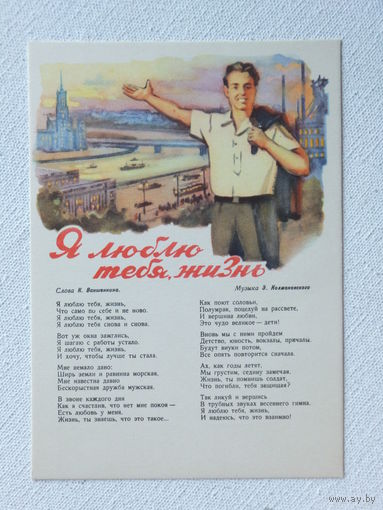 Я люблю
тебя, жизнь
Слова К. Ваншенкина.
Музыка Э. Колмановского
Я люблю тебя, жизнь,
Что само по себе и не ново.
Я люблю тебя, жизнь,
Я люблю тебя снова и снова.
Вот уж окна зажглись,
Я шагаю с работы устало.
Я люблю тебя, жизнь,
И хочу, чтобы лучше ты стала.
Мне немало дано:
Ширь земли и равнина морская,
Мне известна давно
Бескорыстная дружба мужская.
В звоне каждого дня
Как я счастлив, что нет мне покоя —
Есть любовь у меня,
Жизнь, ты знаешь, что это такое...
Как поют соловьи,
Полумрак, поцелуй на рассвете,
И вершина любви,
Это чудо великое — дети!
Вновь мы с ними пройдем
Детство, юность, вокзалы, причалы.
Будут внуки потом,
Все опять повторится сначала.
Ах, как годы летят.
Мы грустим, седину замечая.
Жизнь, ты помнишь солдат,
Что погибли, тебя защищая?
Так ликуй и вершись
В трубных звуках весеннего гимна.
Я люблю тебя, жизнь,
И надеюсь, что это взаимно!
www.ay.by